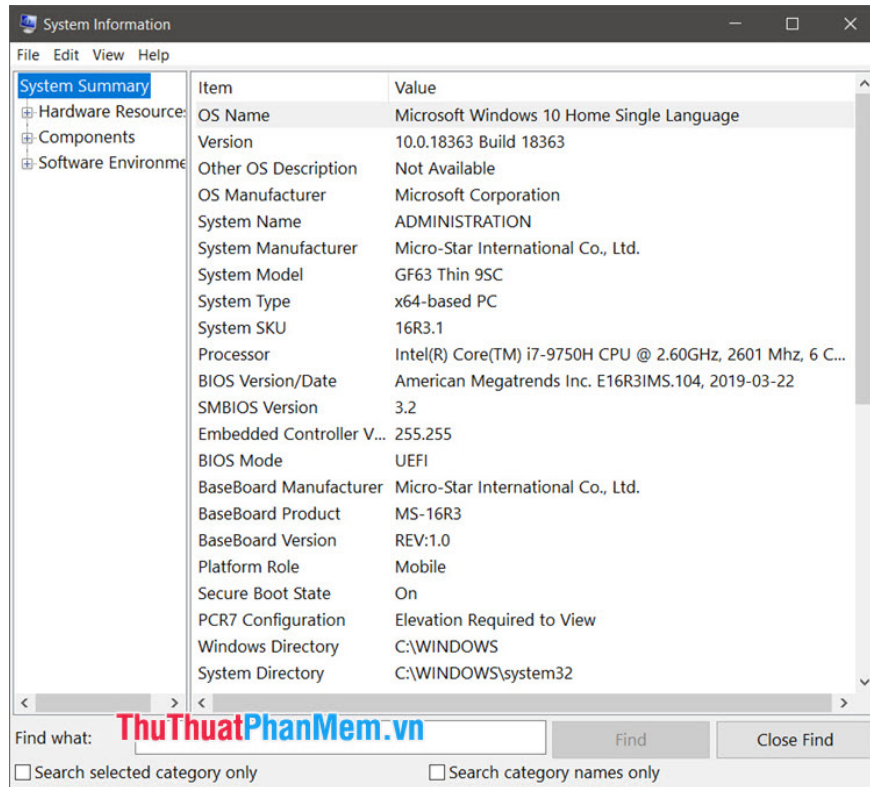 System Information
File Edit View Help
System Summary
Hardware Resources
Components
Software Environme
Item Value
OS Name Microsoft Windows 10 Home Single Language
Version 10.0.18363 Build 18363
Other OS Description Not Available
OS Manufacturer Microsoft Corporation
System Name ADMINISTRATION
System Manufacturer Micro-Star International Co., Ltd.
System Model GF63 Thin 9SC
System Type x64-based PC
System SKU 16R3.1
Processor Intel(R) Core(TM) i7-9750H CPU @ 2.60GHz, 2601 Mhz, 6 C...
BIOS Version/Date American Megatrends Inc. E16R3IMS.104, 2019-03-22
SMBIOS Version 3.2
Embedded Controller V... 255.255
BIOS Mode UEFI
BaseBoard Manufacturer Micro-Star International Co., Ltd.
BaseBoard Product MS-16R3
BaseBoard Version REV:1.0
Platform Role Mobile
Secure Boot State On
PCR7 Configuration Elevation Required to View
Windows Directory C:\WINDOWS
System Directory C:\WINDOWS\system32
ThuThuatPhanMem.vn
Find what: Find Close Find
Search selected category only Search category names only